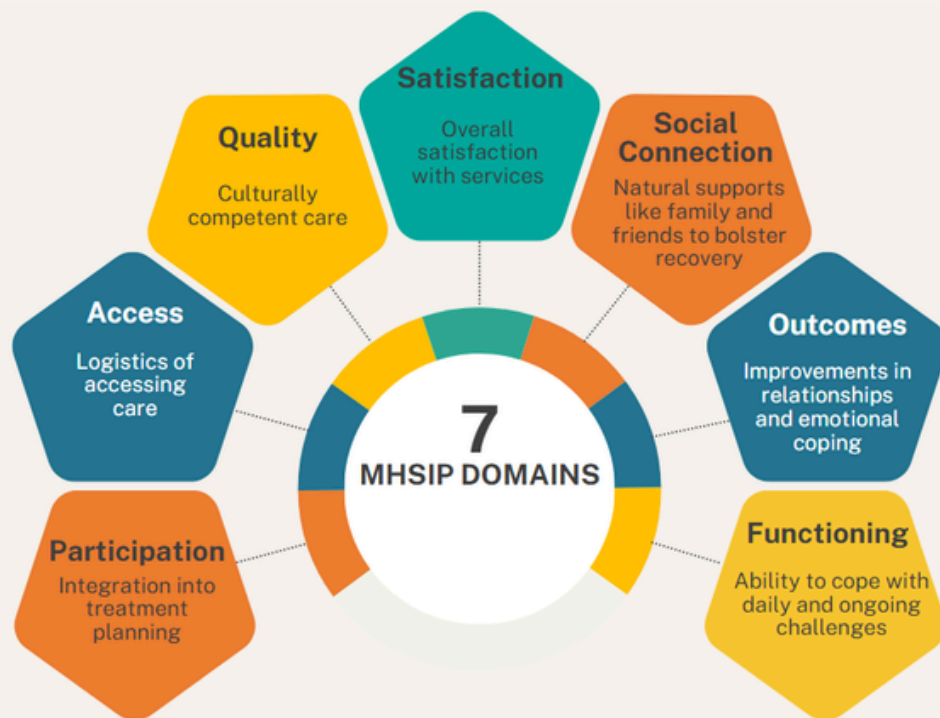 Satisfaction
Overall
satisfaction
with services
Quality
Culturally
competent care
Social
Connection
Natural supports
like family and
friends to bolster
recovery
Access
Logistics of
accessing
care
Outcomes
Improvements in
relationships
and emotional
coping
7
MHSIP DOMAINS
Participation
Integration into
treatment
planning
Functioning
Ability to cope with
daily and ongoing
challenges